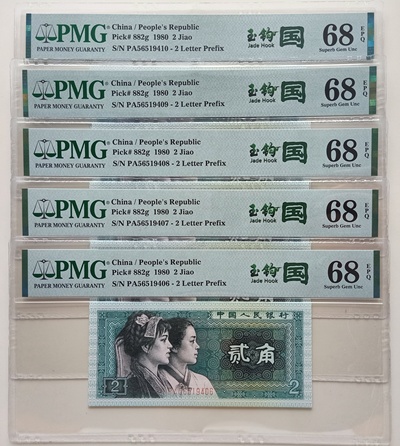 PMG
PAPER MONEY GUARANTY
China / People's Republic
Pick# 882g 1980 2 Jiao
S/N PA56519410 - 2 Letter Prefix
玉钩国
Jade Hook
68 EPQ
Superb Gem Unc
PMG
PAPER MONEY GUARANTY
China / People's Republic
Pick# 882g 1980 2 Jiao
S/N PA56519409 - 2 Letter Prefix
玉钩国
Jade Hook
68 EPQ
Superb Gem Unc
PMG
PAPER MONEY GUARANTY
China / People's Republic
Pick# 882g 1980 2 Jiao
S/N PA56519408 - 2 Letter Prefix
玉钩国
Jade Hook
68 EPQ
Superb Gem Unc
PMG
PAPER MONEY GUARANTY
China / People's Republic
Pick# 882g 1980 2 Jiao
S/N PA56519407 - 2 Letter Prefix
玉钩国
Jade Hook
68 EPQ
Superb Gem Unc
PMG
PAPER MONEY GUARANTY
China / People's Republic
Pick# 882g 1980 2 Jiao
S/N PA56519406 - 2 Letter Prefix
玉钩国
Jade Hook
68 EPQ
Superb Gem Unc
中国人民银行
贰角
2
2